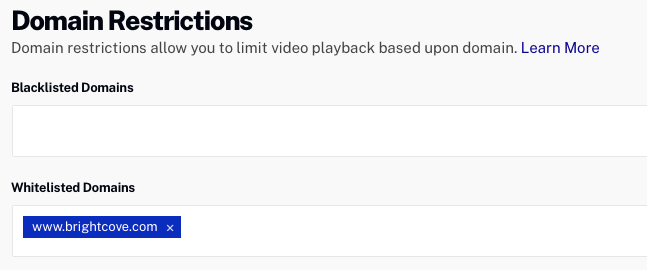 Domain Restrictions
Domain restrictions allow you to limit video playback based upon domain. Learn More
Blacklisted Domains
Whitelisted Domains
www.brightcove.com ×